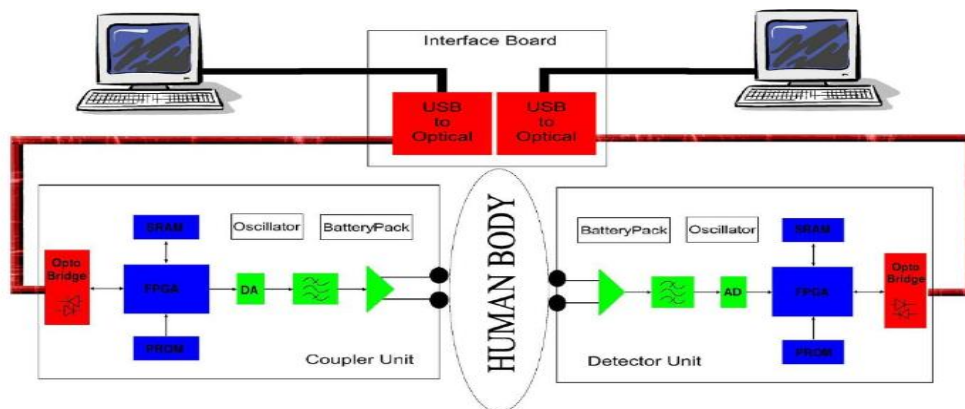 Interface Board
USB
to
Optical
USB
to
Optical
SRAM
Oscillator
BatteryPack
Opto
Bridge
FPGA
DA
PROM
Coupler Unit
HUMAN BODY
BatteryPack
Oscillator
SRAM
AD
FPGA
Opto
Bridge
PROM
Detector Unit